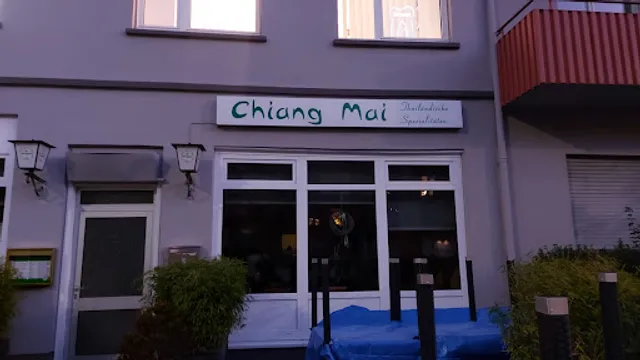 Chiang Mai
Thailändische
Spezialitäten